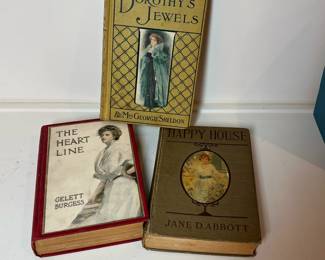 DOROTHY'S
JEWELS
By Mrs GEORGIE SHELDON
THE
HEART
LINE
GELETT
BURGESS
HAPPY HOUSE
JANE D. ABBOTT